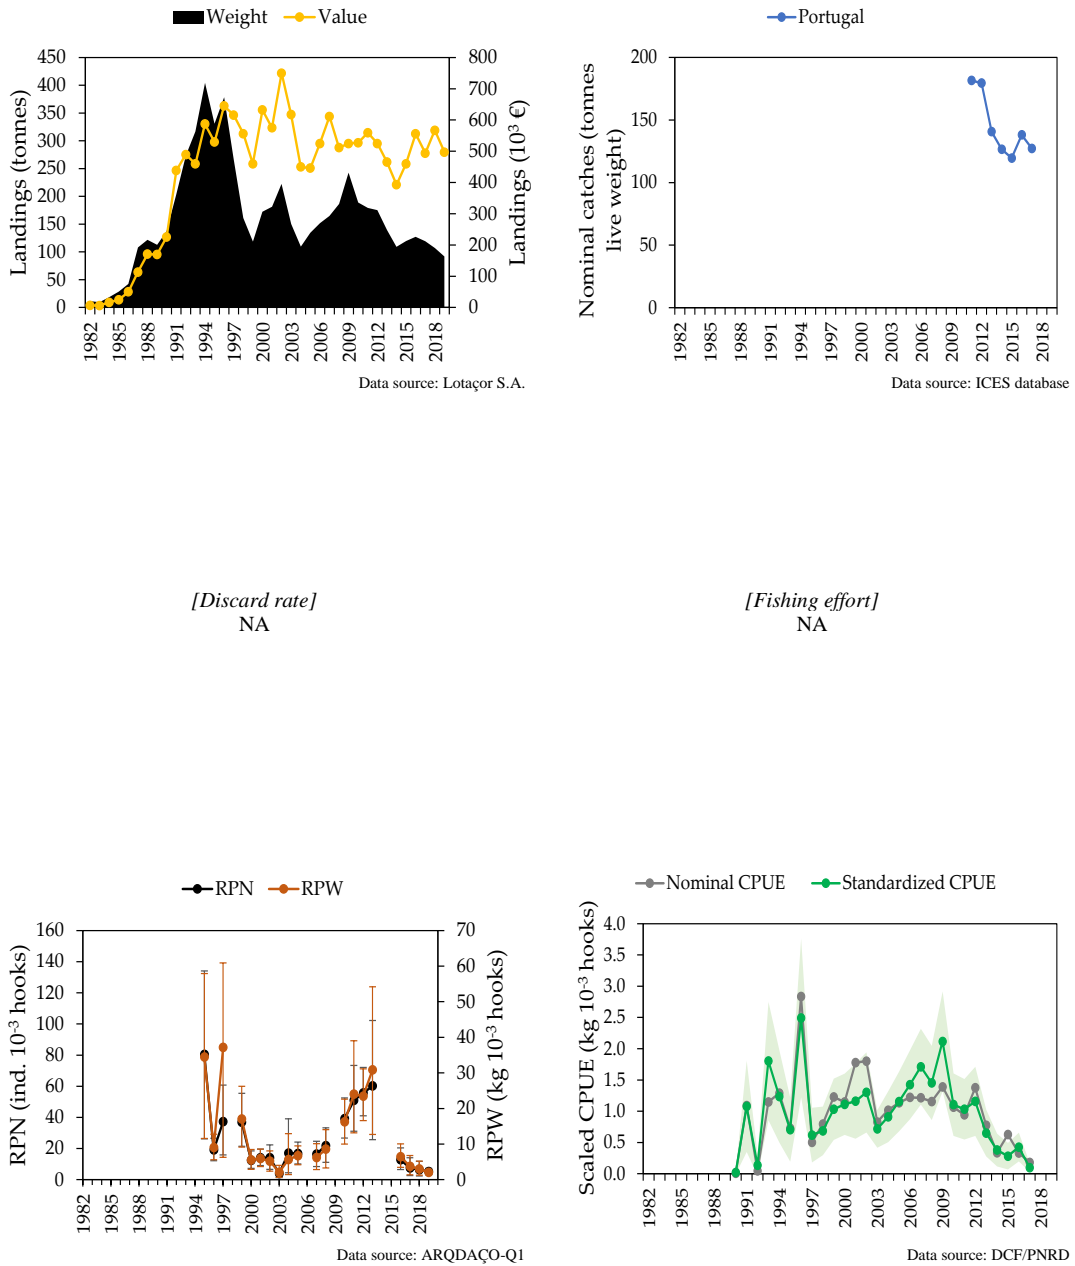 Weight Value
Landings (tonnes)
450
400
350
300
250
200
150
100
50
0
800
700
600
500
400
300
200
100
0
Landings (10³ €)
1982 1985 1988 1991 1994 1997 2000 2003 2006 2009 2012 2015 2018
Data source: Lotaçor S.A.
Portugal
Nominal catches (tonnes
live weight)
200
150
100
50
0
1982 1985 1988 1991 1994 1997 2000 2003 2006 2009 2012 2015 2018
Data source: ICES database
[Discard rate]
NA
[Fishing effort]
NA
RPN RPW
RPN (ind. 10⁻³ hooks)
160
140
120
100
80
60
40
20
0
70
60
50
40
30
20
10
0
RPW (kg 10⁻³ hooks)
1982 1985 1988 1991 1994 1997 2000 2003 2006 2009 2012 2015 2018
Data source: ARQDAÇO-Q1
Nominal CPUE Standardized CPUE
Scaled CPUE (kg 10⁻³ hooks)
4.0
3.5
3.0
2.5
2.0
1.5
1.0
0.5
0.0
1982 1985 1988 1991 1994 1997 2000 2003 2006 2009 2012 2015 2018
Data source: DCF/PNRD